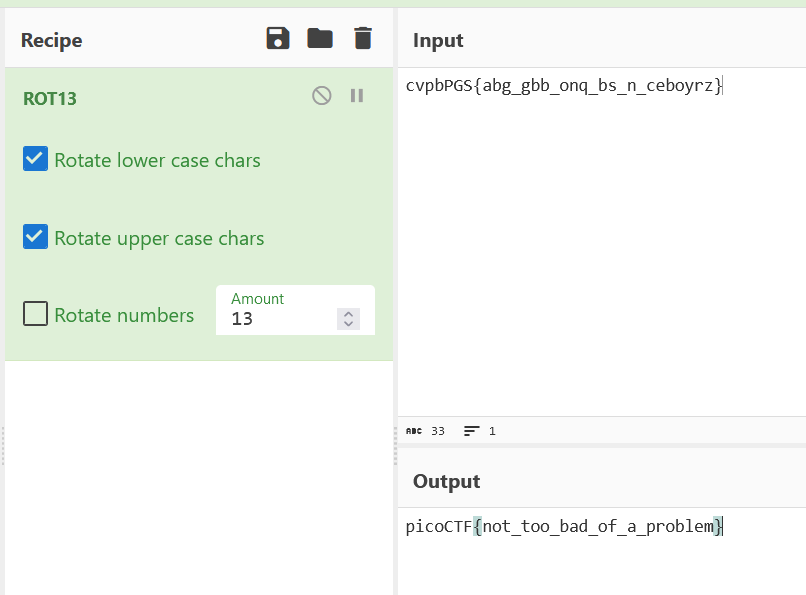 Recipe
ROT13
Rotate lower case chars
Rotate upper case chars
Rotate numbers
Amount
13
Input
cvpbPGS{abg_gbb_onq_bs_n_ceboyrz}
ABC 33 1
Output
picoCTF{not_too_bad_of_a_problem}